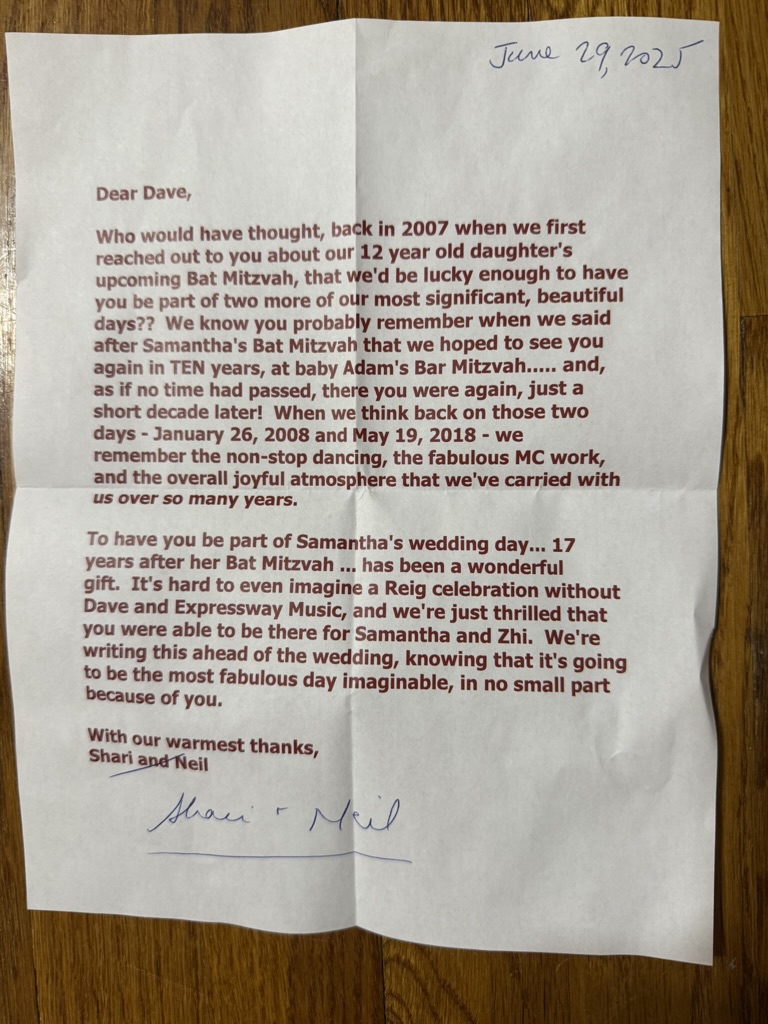 June 29, 2025
Dear Dave,
Who would have thought, back in 2007 when we first
reached out to you about our 12 year old daughter's
upcoming Bat Mitzvah, that we'd be lucky enough to have
you be part of two more of our most significant, beautiful
days?? We know you probably remember when we said
after Samantha's Bat Mitzvah that we hoped to see you
again in TEN years, at baby Adam's Bar Mitzvah..... and,
as if no time had passed, there you were again, just a
short decade later! When we think back on those two
days - January 26, 2008 and May 19, 2018 - we
remember the non-stop dancing, the fabulous MC work,
and the overall joyful atmosphere that we've carried with
us over so many years.
To have you be part of Samantha's wedding day... 17
years after her Bat Mitzvah ... has been a wonderful
gift. It's hard to even imagine a Reig celebration without
Dave and Expressway Music, and we're just thrilled that
you were able to be there for Samantha and Zhi. We're
writing this ahead of the wedding, knowing that it's going
to be the most fabulous day imaginable, in no small part
because of you.
With our warmest thanks,
Shari and Neil
Shari + Neil